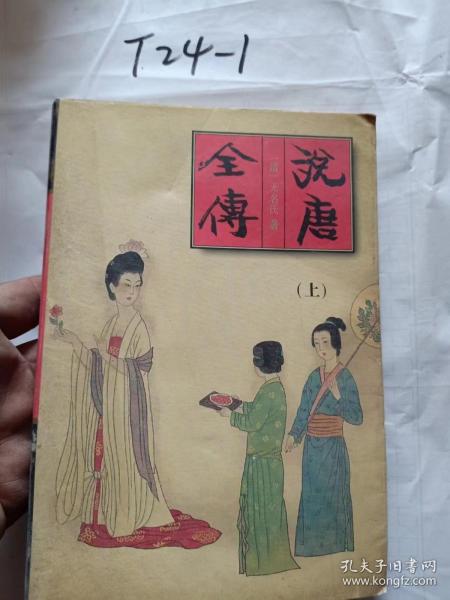 T24-1
説唐
全傳
［清］无名氏 著
（上）
孔夫子旧书网
www.kongfz.com